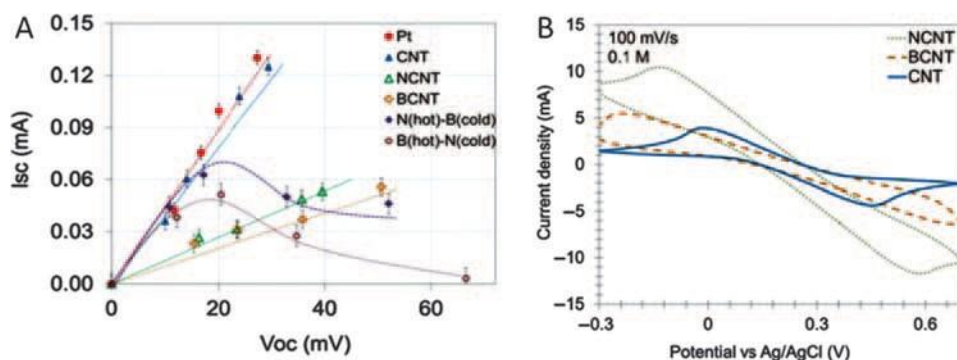 A
Isc (mA)
0.15
0.12
0.09
0.06
0.03
0.00
0
20
40
60
Voc (mV)
Pt
CNT
NCNT
BCNT
N(hot)-B(cold)
B(hot)-N(cold)
B
Current density (mA)
15
10
5
0
−5
−10
−15
−0.3
0
0.3
0.6
Potential vs Ag/AgCl (V)
100 mV/s
0.1 M
NCNT
BCNT
CNT